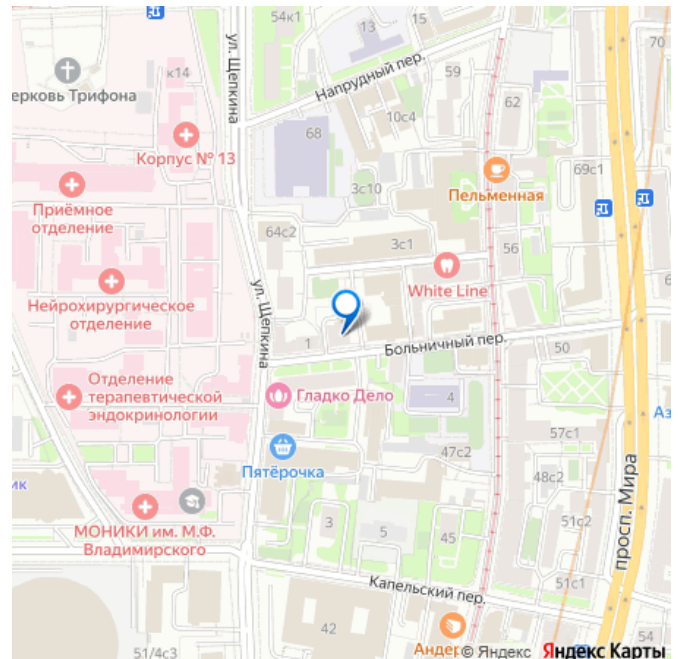 54к1
13
15
70
к14
ул. Щепкина
Напрудный пер.
59
ерковь Трифона
10с4
62
68
Корпус № 13
69с1
3с10
Пельменная
Приёмное
отделение
64с2
3с1
56
White Line
Нейрохирургическое
отделение
ул. Щепкина
1
Больничный пер.
50
Отделение
терапевтической
эндокринологии
Гладко Дело
4
Аз
57с1
47с2
Пятёрочка
48с2
ик
просп. Мира
51с2
3
5
45
МОНИКИ им. М.Ф.
Владимирского
51с1
Капельский пер.
42
54
51/4с3
Андер
© Яндекс
Яндекс Карты